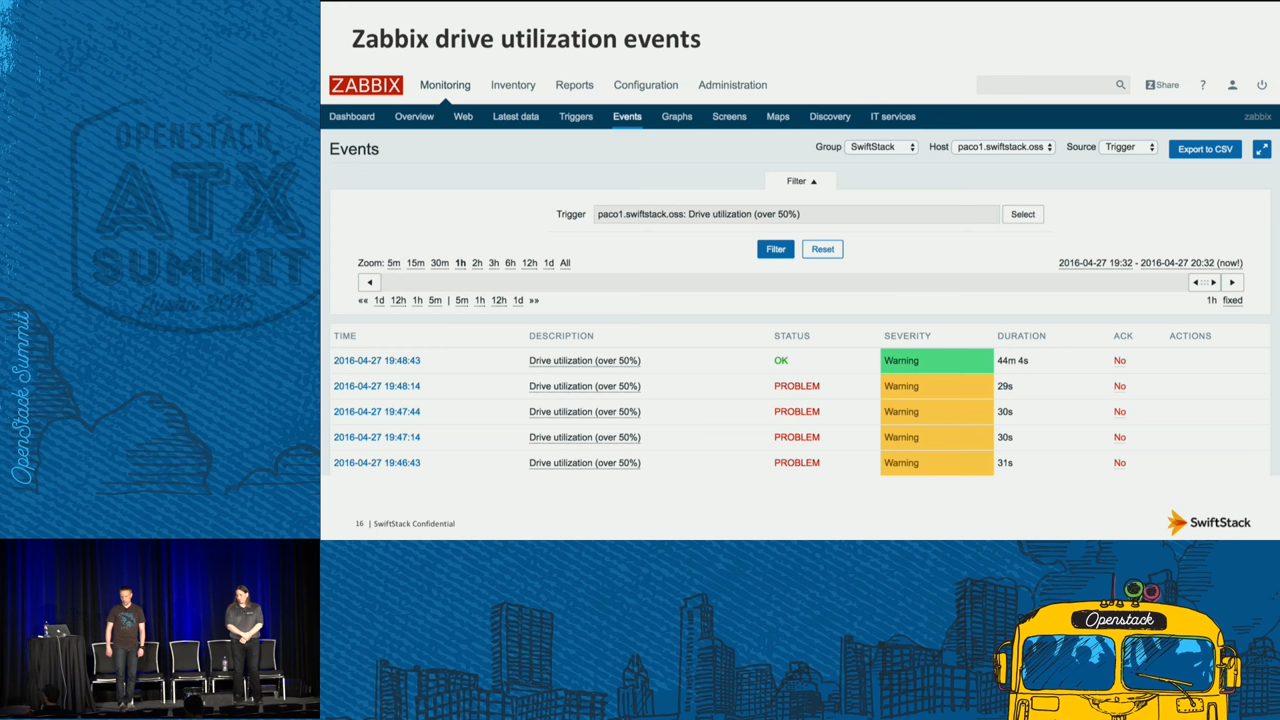 Zabbix drive utilization events
ZABBIX Monitoring Inventory Reports Configuration Administration Share ?
Dashboard Overview Web Latest data Triggers Events Graphs Screens Maps Discovery IT services zabbix
Events Group SwiftStack Host paco1.swiftstack.oss Source Trigger Export to CSV
Filter
Trigger paco1.swiftstack.oss: Drive utilization (over 50%) Select
Filter Reset
Zoom: 5m 15m 30m 1h 2h 3h 6h 12h 1d All 2016-04-27 19:32 - 2016-04-27 20:32 (now!)
«« 1d 12h 1h 5m | 5m 1h 12h 1d »» 1h fixed
TIME DESCRIPTION STATUS SEVERITY DURATION ACK ACTIONS
2016-04-27 19:48:43 Drive utilization (over 50%) OK Warning 44m 4s No
2016-04-27 19:48:14 Drive utilization (over 50%) PROBLEM Warning 29s No
2016-04-27 19:47:44 Drive utilization (over 50%) PROBLEM Warning 30s No
2016-04-27 19:47:14 Drive utilization (over 50%) PROBLEM Warning 30s No
2016-04-27 19:46:43 Drive utilization (over 50%) PROBLEM Warning 31s No
16 | SwiftStack Confidential
SwiftStack
OPENSTACK
ATX
SUMMIT
OpenStack Summit
Openstack